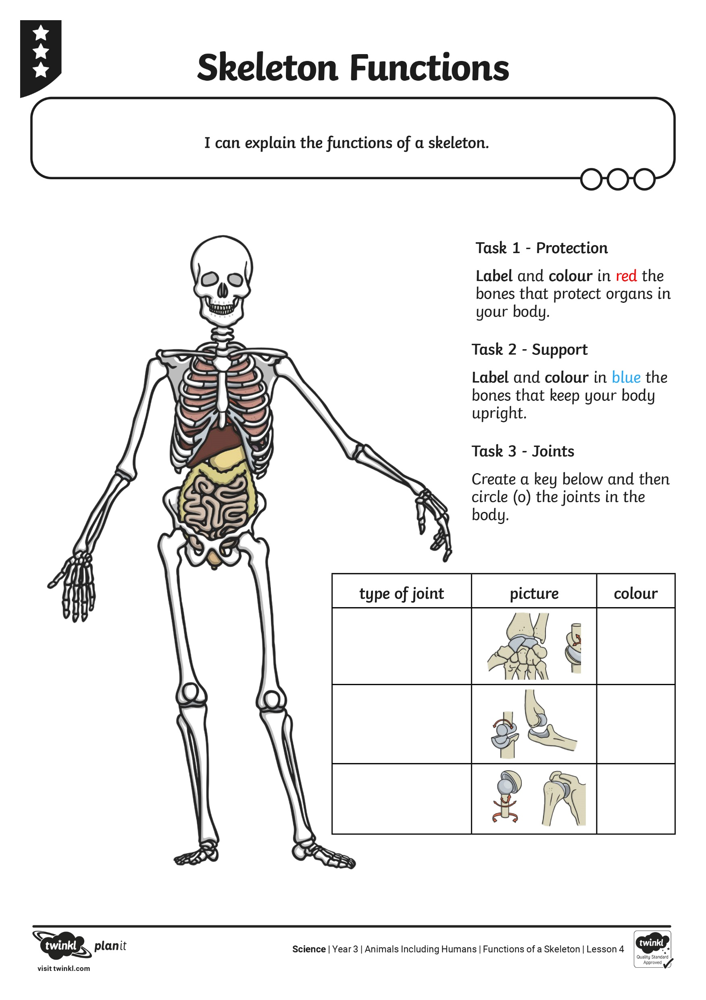 Skeleton Functions
I can explain the functions of a skeleton.
Task 1 - Protection
Label and colour in red the
bones that protect organs in
your body.
Task 2 - Support
Label and colour in blue the
bones that keep your body
upright.
Task 3 - Joints
Create a key below and then
circle (o) the joints in the
body.
type of joint picture colour
twinkl planit
visit twinkl.com
Science | Year 3 | Animals Including Humans | Functions of a Skeleton | Lesson 4
twinkl
Quality Standard
Approved